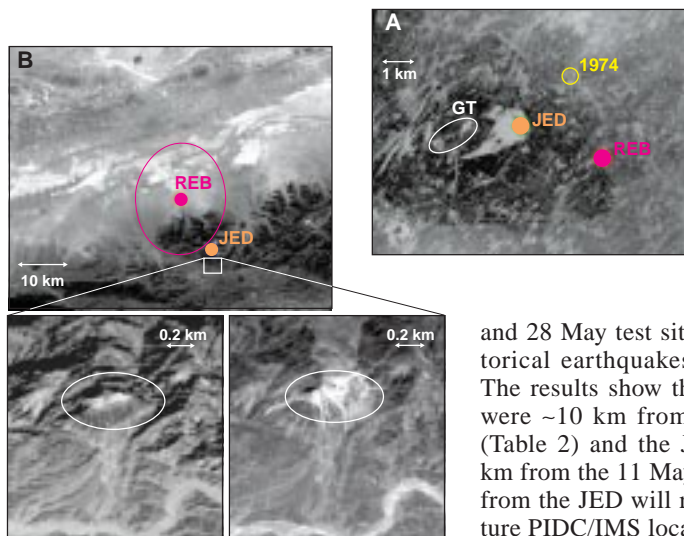 B
REB
JED
10 km
0.2 km
0.2 km
A
1 km
1974
GT
JED
REB
and 28 May test sit
torical earthquakes
The results show th
were ~10 km from
(Table 2) and the J
km from the 11 May
from the JED will r
ture PIDC/IMS loca